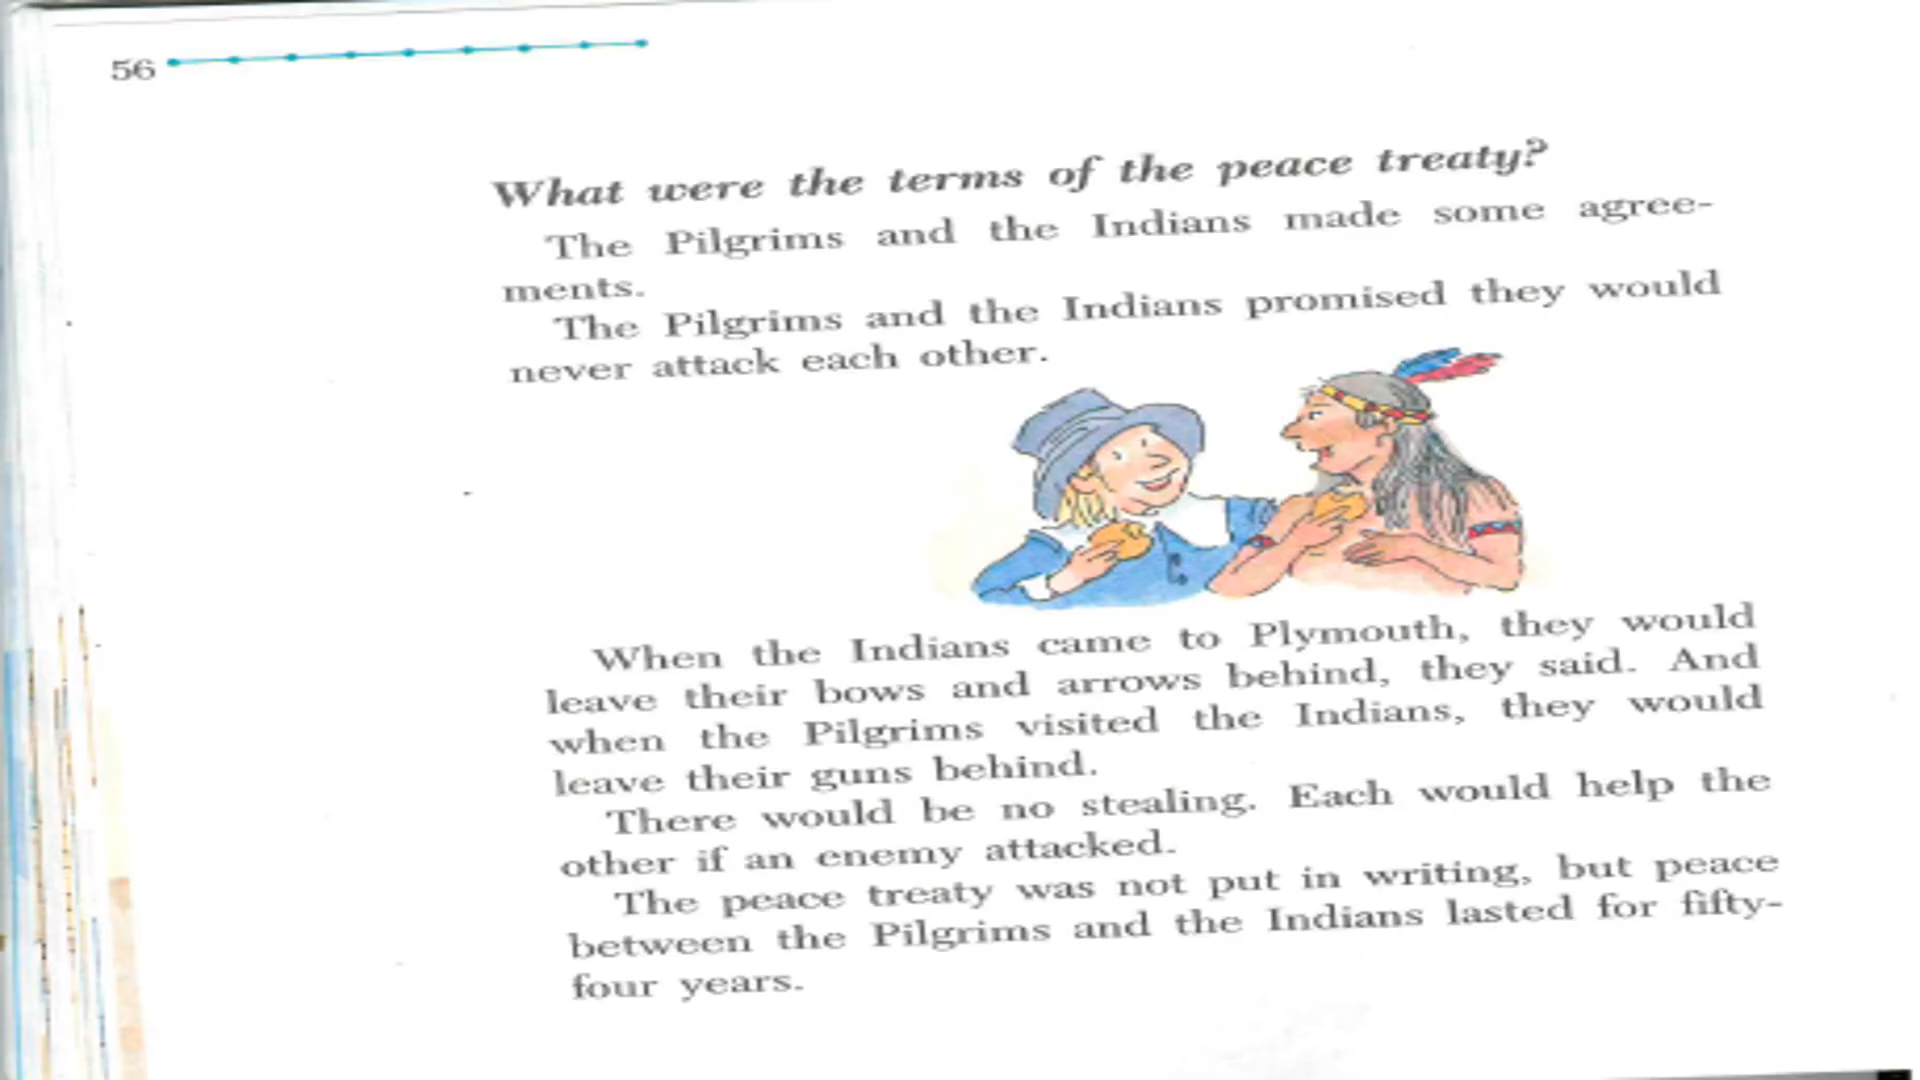 56
What were the terms of the peace treaty?
The Pilgrims and the Indians made some agree-
ments.
The Pilgrims and the Indians promised they would
never attack each other.
When the Indians came to Plymouth, they would
leave their bows and arrows behind, they said. And
when the Pilgrims visited the Indians, they would
leave their guns behind.
There would be no stealing. Each would help the
other if an enemy attacked.
The peace treaty was not put in writing, but peace
between the Pilgrims and the Indians lasted for fifty-
four years.